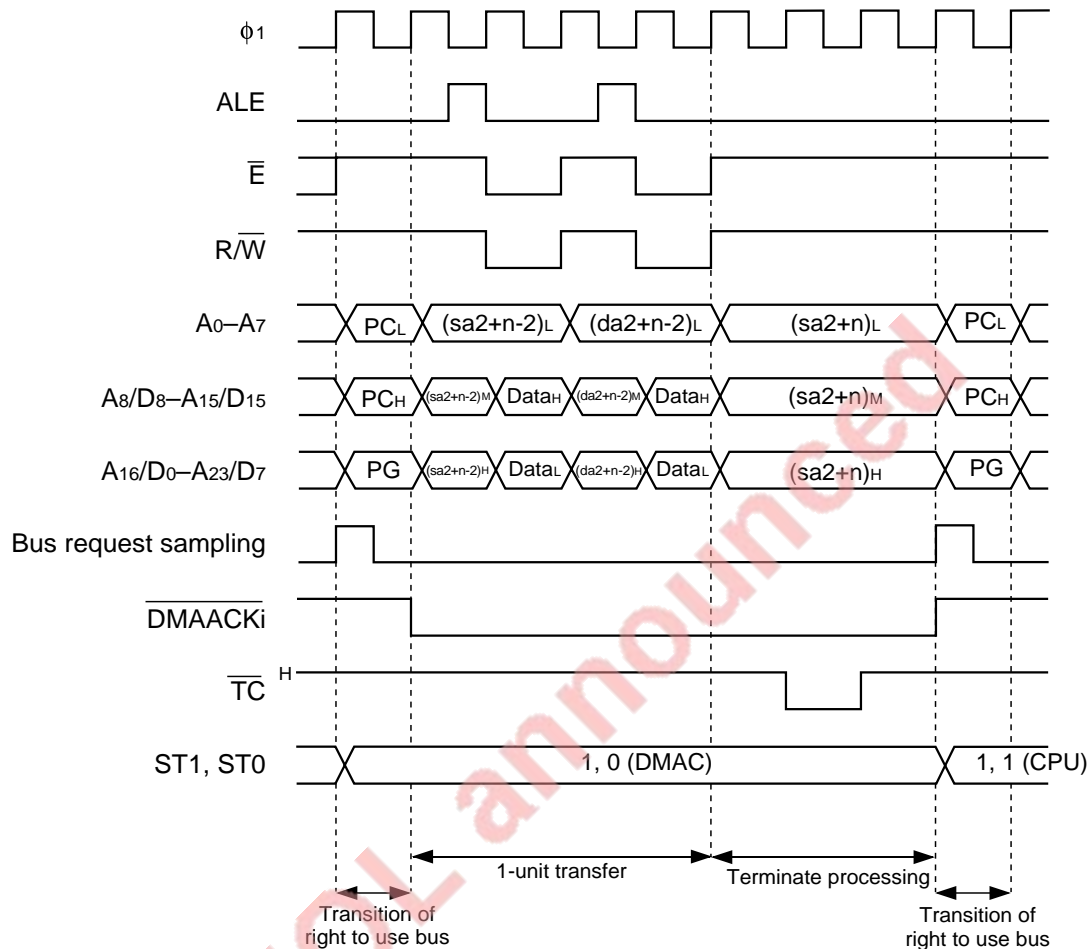 ϕ1
ALE
E
R/W
A0–A7 PCL (sa2+n-2)L (da2+n-2)L (sa2+n)L PCL
A8/D8–A15/D15 PCH (sa2+n-2)M DataH (da2+n-2)M DataH (sa2+n)M PCH
A16/D0–A23/D7 PG (sa2+n-2)H DataL (da2+n-2)H DataL (sa2+n)H PG
Bus request sampling
DMAACKi
TC H
ST1, ST0 1, 0 (DMAC) 1, 1 (CPU)
1-unit transfer Terminate processing
Transition of right to use bus
Transition of right to use bus
announced